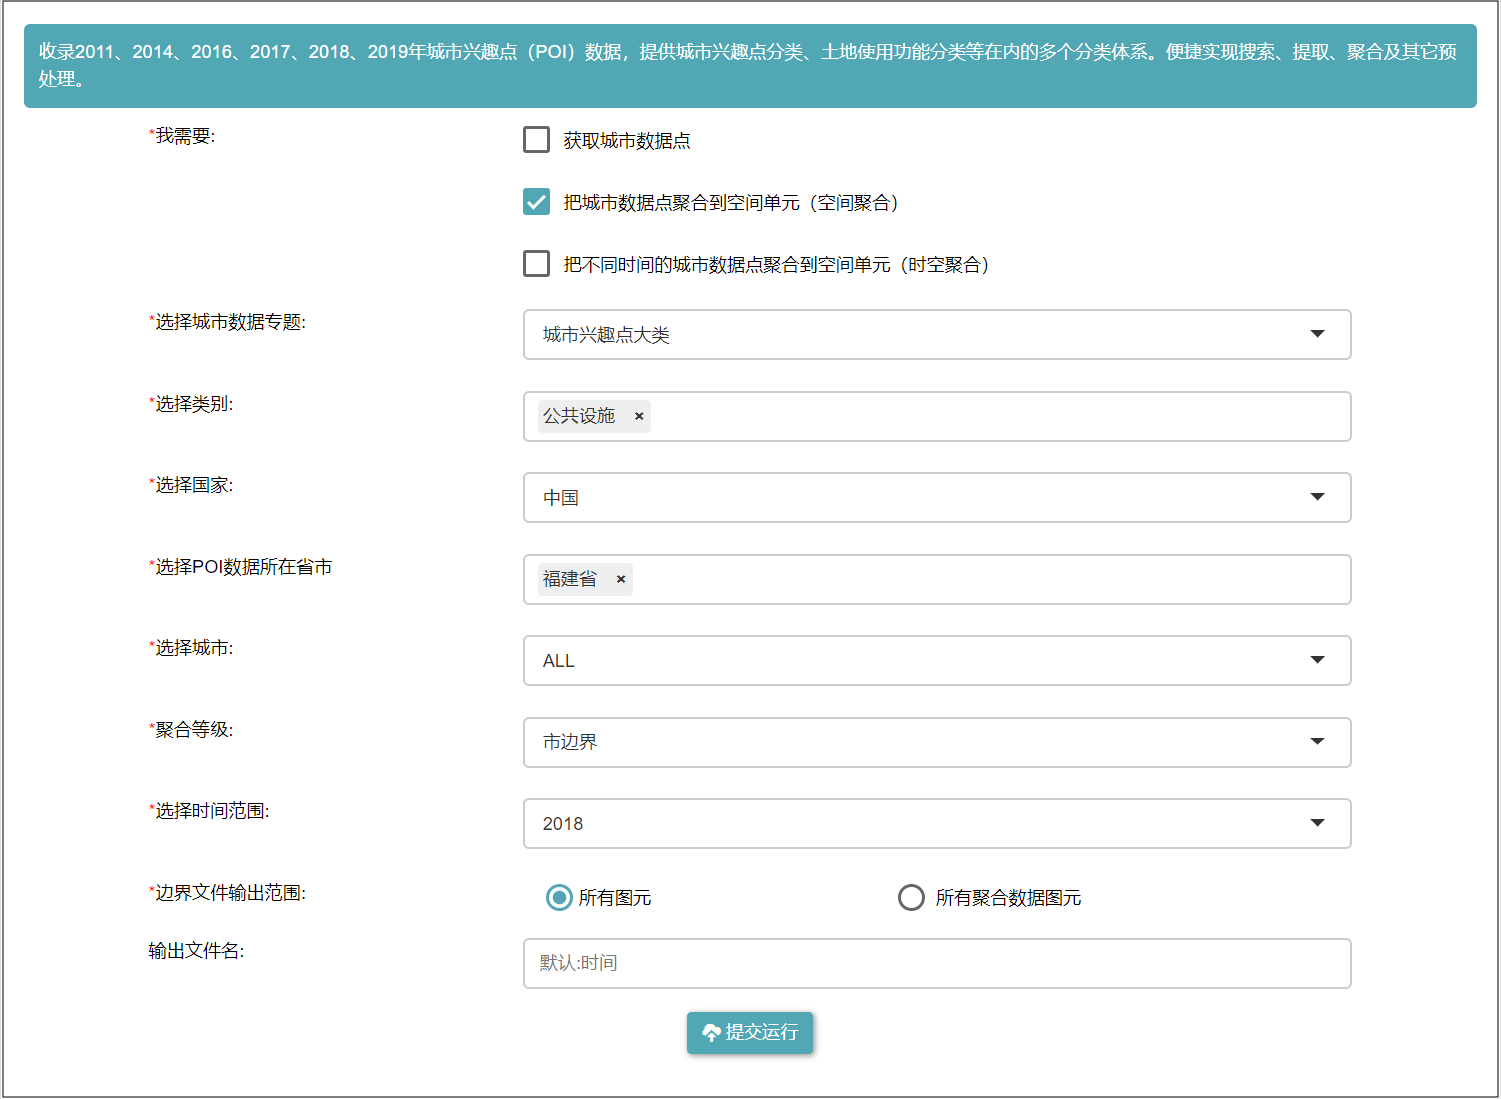 收录2011、2014、2016、2017、2018、2019年城市兴趣点（POI）数据，提供城市兴趣点分类、土地使用功能分类等在内的多个分类体系。便捷实现搜索、提取、聚合及其它预
处理。
*我需要:
获取城市数据点
把城市数据点聚合到空间单元（空间聚合）
把不同时间的城市数据点聚合到空间单元（时空聚合）
*选择城市数据专题:
城市兴趣点大类
*选择类别:
公共设施 ×
*选择国家:
中国
*选择POI数据所在省市
福建省 ×
*选择城市:
ALL
*聚合等级:
市边界
*选择时间范围:
2018
*边界文件输出范围:
所有图元
所有聚合数据图元
输出文件名:
默认:时间
提交运行